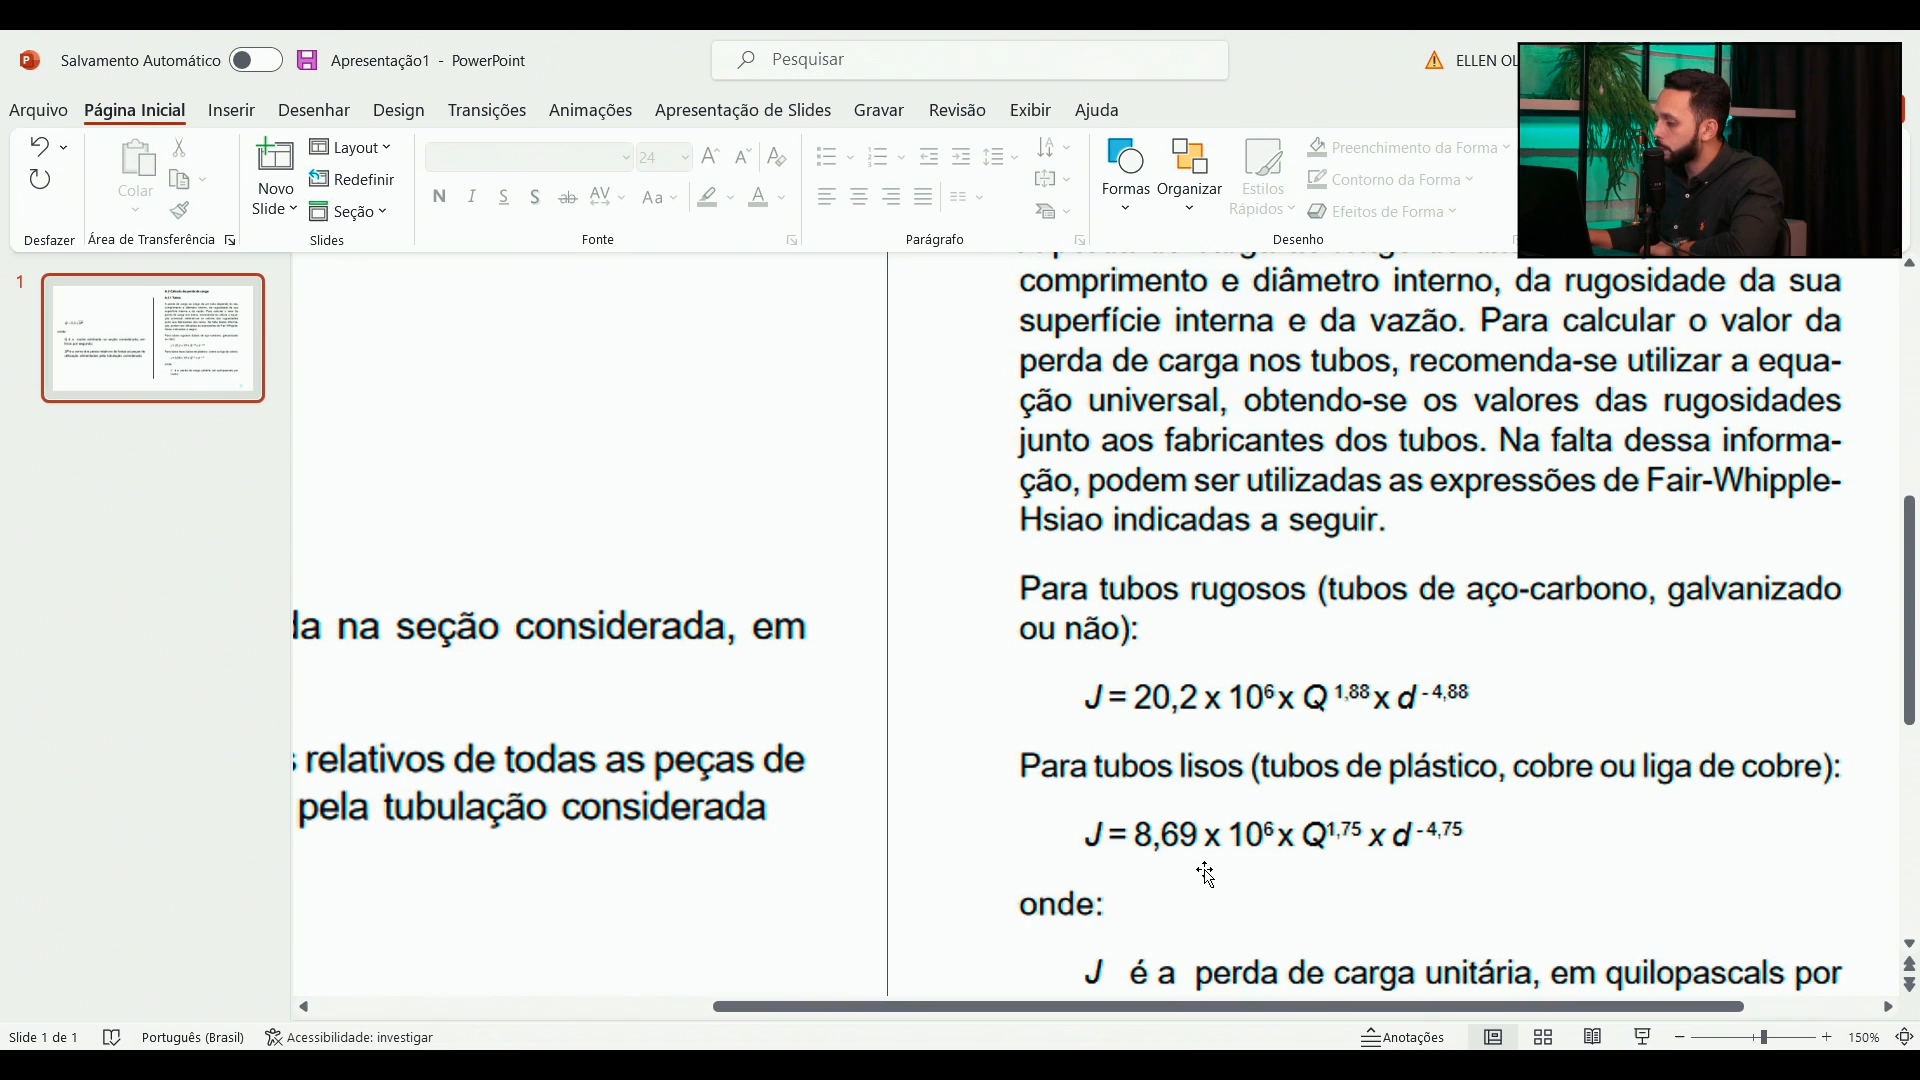 Salvamento Automático
Apresentação1 - PowerPoint
Pesquisar
ELLEN OL
Arquivo Página Inicial Inserir Desenhar Design Transições Animações Apresentação de Slides Gravar Revisão Exibir Ajuda
Colar
Novo
Slide
Layout
Redefinir
Seção
24
N I S S ab AV Aa A
Formas
Organizar
Estilos
Rápidos
Preenchimento da Forma
Contorno da Forma
Efeitos de Forma
Desfazer
Área de Transferência
Slides
Fonte
Parágrafo
Desenho
1
da na seção considerada, em
relativos de todas as peças de
pela tubulação considerada
comprimento e diâmetro interno, da rugosidade da sua
superfície interna e da vazão. Para calcular o valor da
perda de carga nos tubos, recomenda-se utilizar a equa-
ção universal, obtendo-se os valores das rugosidades
junto aos fabricantes dos tubos. Na falta dessa informa-
ção, podem ser utilizadas as expressões de Fair-Whipple-
Hsiao indicadas a seguir.
Para tubos rugosos (tubos de aço-carbono, galvanizado
ou não):
J = 20,2 x 10⁶ x Q ¹,⁸⁸ x d ⁻⁴,⁸⁸
Para tubos lisos (tubos de plástico, cobre ou liga de cobre):
J = 8,69 x 10⁶ x Q¹,⁷⁵ x d ⁻⁴,⁷⁵
onde:
J é a perda de carga unitária, em quilopascals por
Slide 1 de 1
Português (Brasil)
Acessibilidade: investigar
Anotações
150%